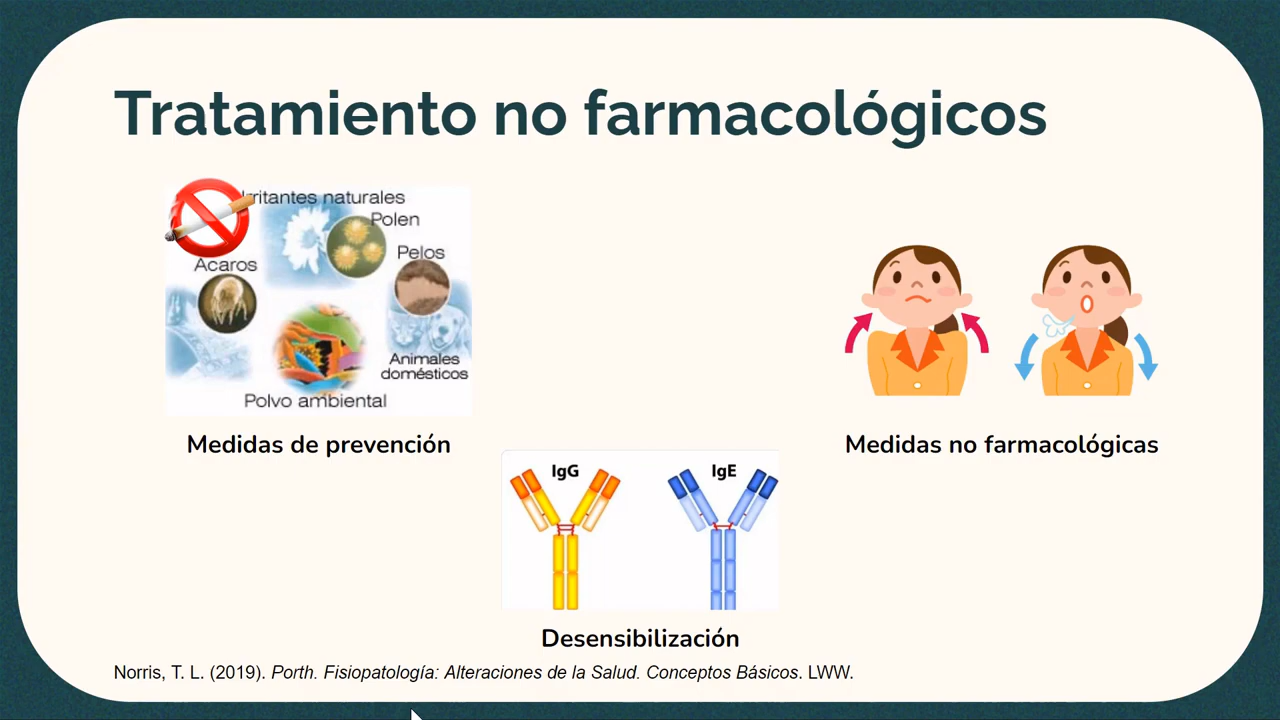 Tratamiento no farmacológicos
Irritantes naturales
Polen
Pelos
Acaros
Animales
domésticos
Polvo ambiental
Medidas de prevención
Medidas no farmacológicas
IgG
IgE
Desensibilización
Norris, T. L. (2019). Porth. Fisiopatología: Alteraciones de la Salud. Conceptos Básicos. LWW.